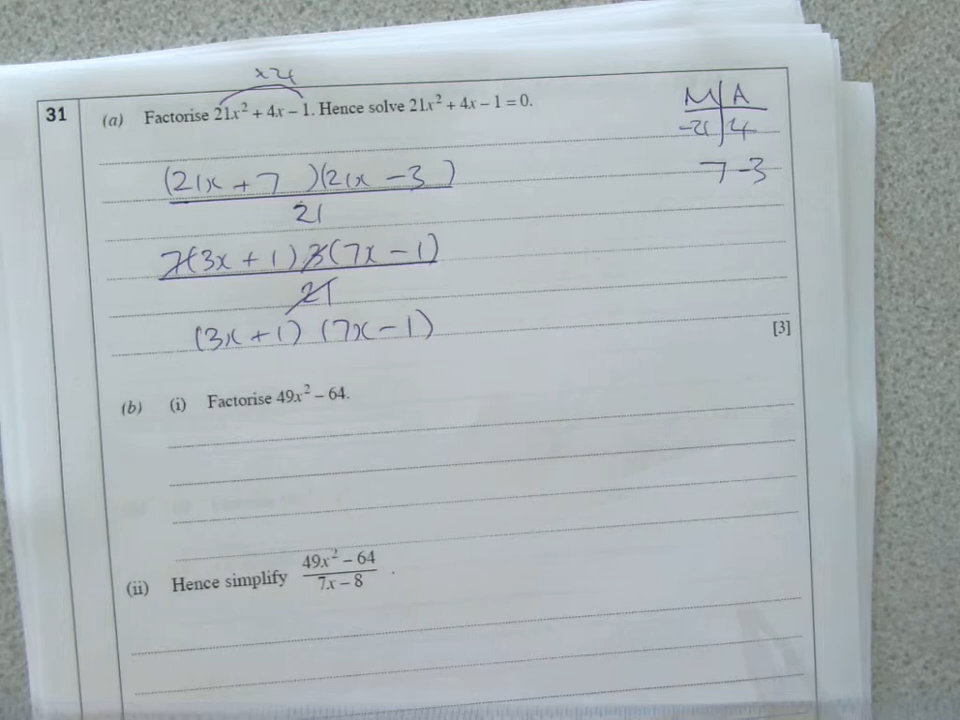 x21
31 (a) Factorise 21x² + 4x − 1. Hence solve 21x² + 4x − 1 = 0.
M | A
-21 | 4
7 -3
(21x + 7 )(21x - 3 )
21
7(3x + 1) 3(7x - 1)
21
(3x+1) (7x-1)
[3]
(b) (i) Factorise 49x² − 64.
(ii) Hence simplify (49x² − 64)/(7x − 8) .